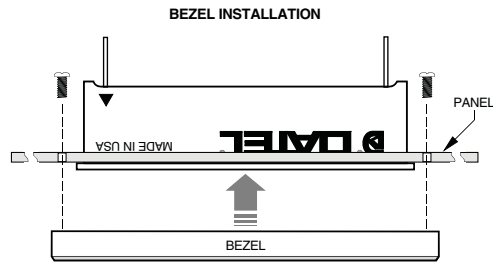 BEZEL INSTALLATION
PANEL
MADE IN USA
DATEL
BEZEL